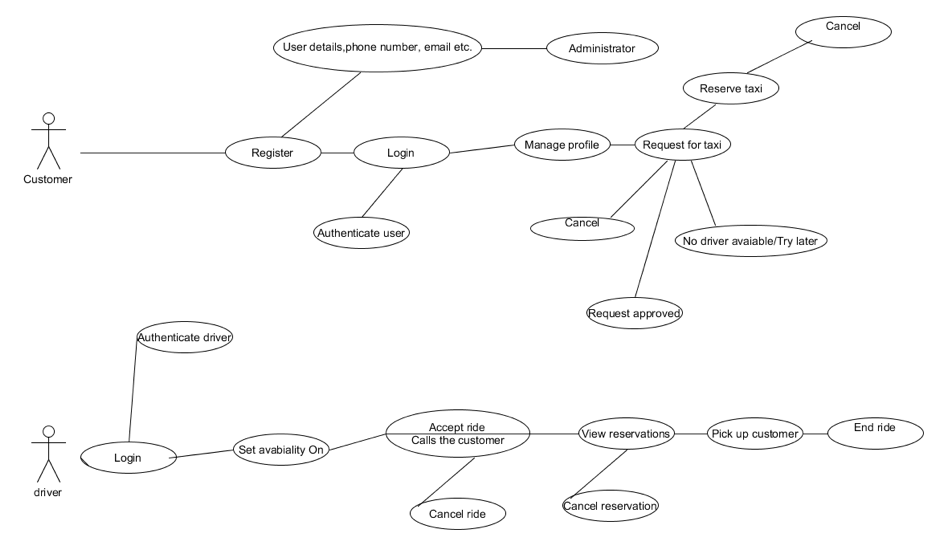 Cancel
User details,phone number, email etc.
Administrator
Reserve taxi
Customer
Register
Login
Manage profile
Request for taxi
Authenticate user
Cancel
No driver avaiable/Try later
Request approved
Authenticate driver
driver
Login
Set avabiality On
Accept ride
Calls the customer
View reservations
Pick up customer
End ride
Cancel ride
Cancel reservation